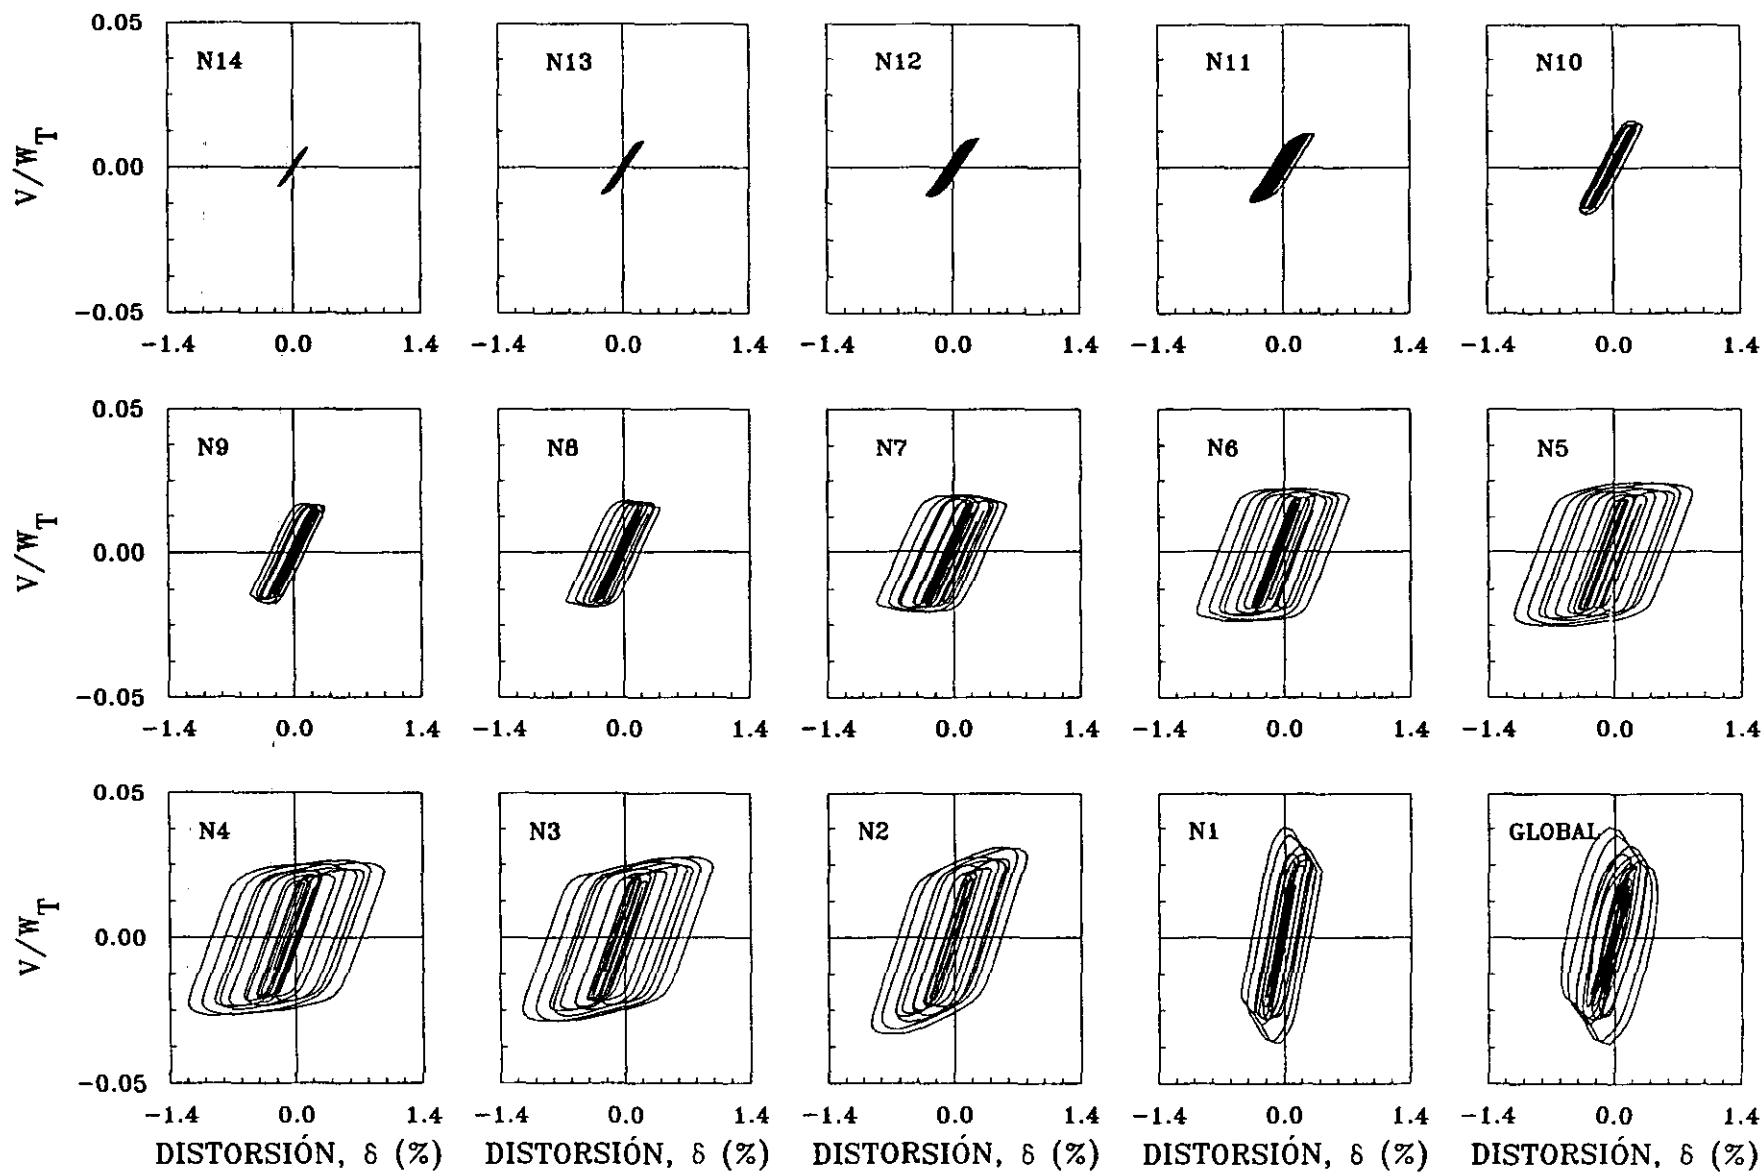 0.05
N14 N13 N12 N11 N10
V/W_T 0.00
-0.05
-1.4 0.0 1.4 -1.4 0.0 1.4 -1.4 0.0 1.4 -1.4 0.0 1.4 -1.4 0.0 1.4
0.05
N9 N8 N7 N6 N5
V/W_T 0.00
-0.05
-1.4 0.0 1.4 -1.4 0.0 1.4 -1.4 0.0 1.4 -1.4 0.0 1.4 -1.4 0.0 1.4
0.05
N4 N3 N2 N1 GLOBAL
V/W_T 0.00
-0.05
-1.4 0.0 1.4 -1.4 0.0 1.4 -1.4 0.0 1.4 -1.4 0.0 1.4 -1.4 0.0 1.4
DISTORSIÓN, δ (%) DISTORSIÓN, δ (%) DISTORSIÓN, δ (%) DISTORSIÓN, δ (%) DISTORSIÓN, δ (%)